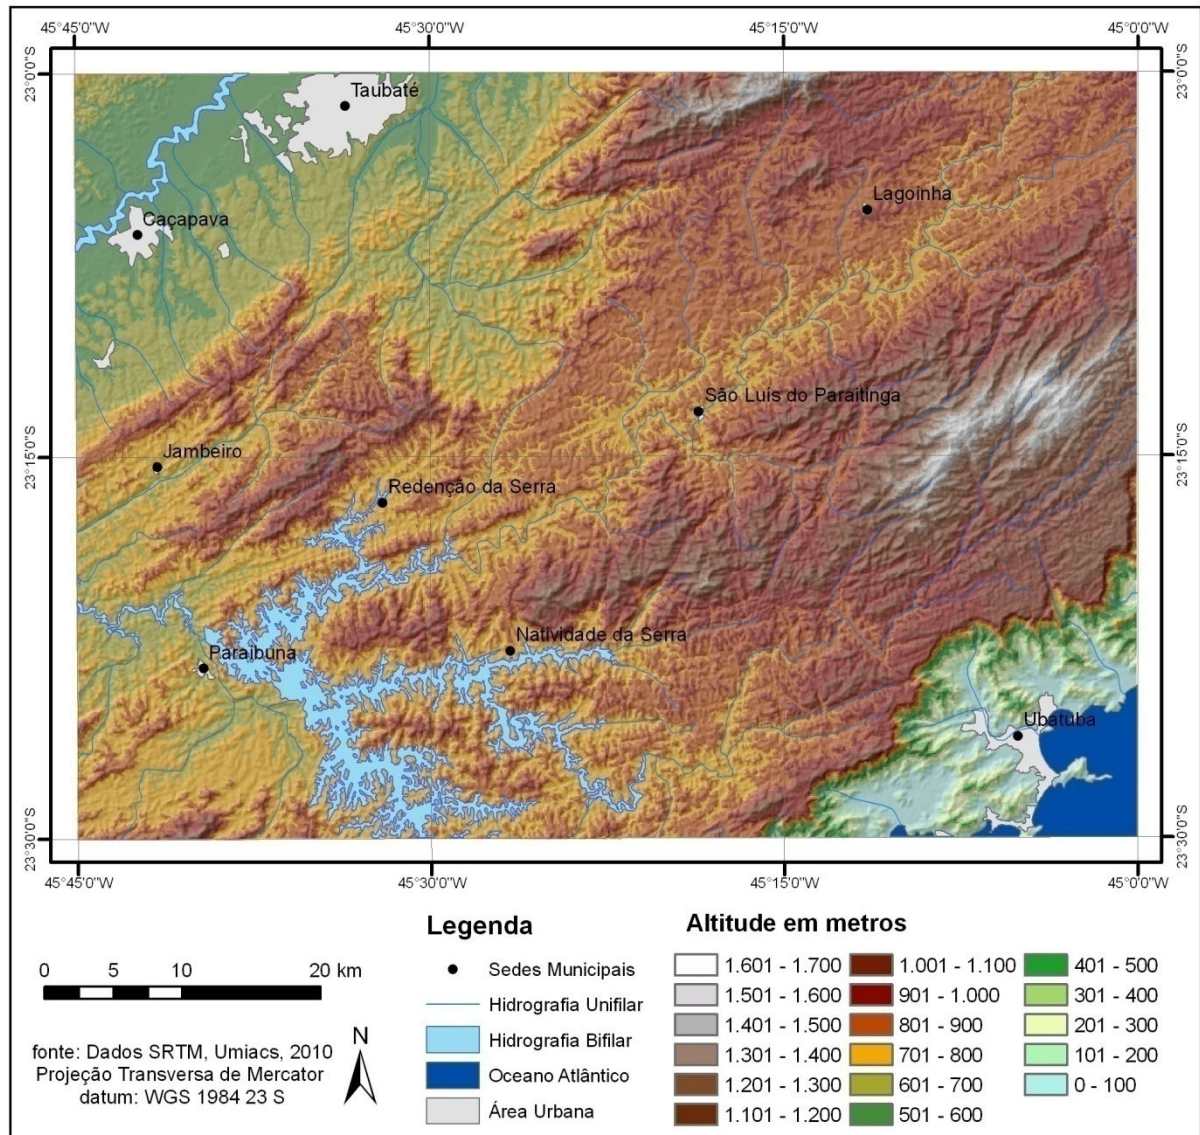 45°45'0"W 45°30'0"W 45°15'0"W 45°0'0"W
23°0'0"S 23°0'0"S
Taubaté
Lagoinha
Caçapava
São Luís do Paraitinga
Jambeiro
23°15'0"S 23°15'0"S
Redenção da Serra
Natividade da Serra
Paraibuna
Ubatuba
23°30'0"S 23°30'0"S
45°45'0"W 45°30'0"W 45°15'0"W 45°0'0"W
0 5 10 20 km
N
fonte: Dados SRTM, Umiacs, 2010
Projeção Transversa de Mercator
datum: WGS 1984 23 S
Legenda
Sedes Municipais
Hidrografia Unifilar
Hidrografia Bifilar
Oceano Atlântico
Área Urbana
Altitude em metros
1.601 - 1.700
1.501 - 1.600
1.401 - 1.500
1.301 - 1.400
1.201 - 1.300
1.101 - 1.200
1.001 - 1.100
901 - 1.000
801 - 900
701 - 800
601 - 700
501 - 600
401 - 500
301 - 400
201 - 300
101 - 200
0 - 100